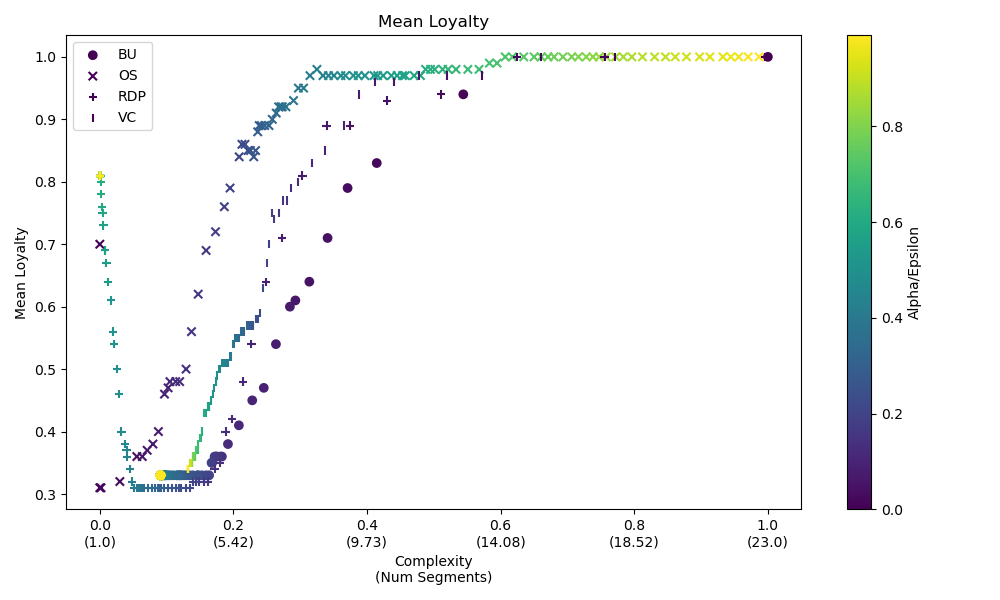 Mean Loyalty
BU
OS
RDP
VC
Mean Loyalty
1.0
0.9
0.8
0.7
0.6
0.5
0.4
0.3
0.0
(1.0)
0.2
(5.42)
0.4
(9.73)
0.6
(14.08)
0.8
(18.52)
1.0
(23.0)
Complexity
(Num Segments)
0.8
0.6
0.4
0.2
0.0
Alpha/Epsilon